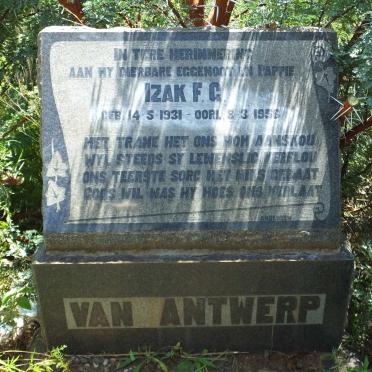 IN TERE HERINNERING
AAN MY DIERBARE EGGENOOT EN PAPPIE
IZAK F. C.
GEB. 14-5-1931 - OORL. 8-3-1956
MET TRANE HET ONS HOM AANSKOU
WYL STEEDS SY LEWENSLIG VERFLOU
ONS TEERSTE SORG HET NIKS GEBAAT
GODS WIL WAS HY MOES ONS VERLAAT
VAN ANTWERP